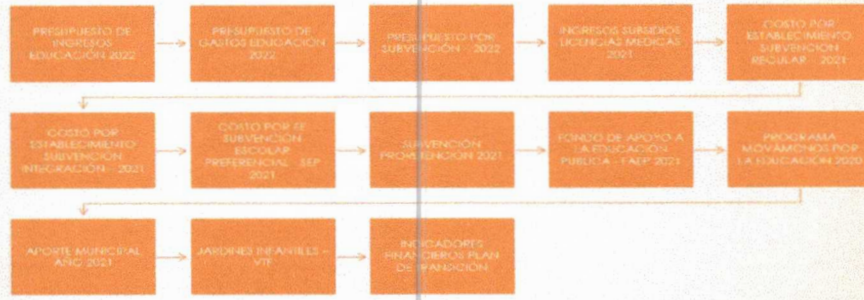 PRESUPUESTO DE
INGRESOS
EDUCACIÓN 2022
PRESUPUESTO DE
GASTOS EDUCACIÓN
2022
PRESUPUESTO POR
SUBVENCIÓN - 2022
INGRESOS SUBSIDIOS
LICENCIAS MEDICAS
2021
COSTO POR
ESTABLECIMIENTO
SUBVENCION
REGULAR - 2021
COSTO POR
ESTABLECIMIENTO
SUBVENCION
INTEGRACIÓN - 2021
COSTO POR EE
SUBVENCIÓN
ESCOLAR
PREFERENCIAL - SEP
2021
SUBVENCIÓN
PRORETENCIÓN 2021
FONDO DE APOYO A
LA EDUCACIÓN
PUBLICA - FAEP 2021
PROGRAMA
MOVÁMONOS POR
LA EDUCACIÓN 2020
APORTE MUNICIPAL
AÑO 2021
JARDINES INFANTILES -
VTF
INDICADORES
FINANCIEROS PLAN
DE